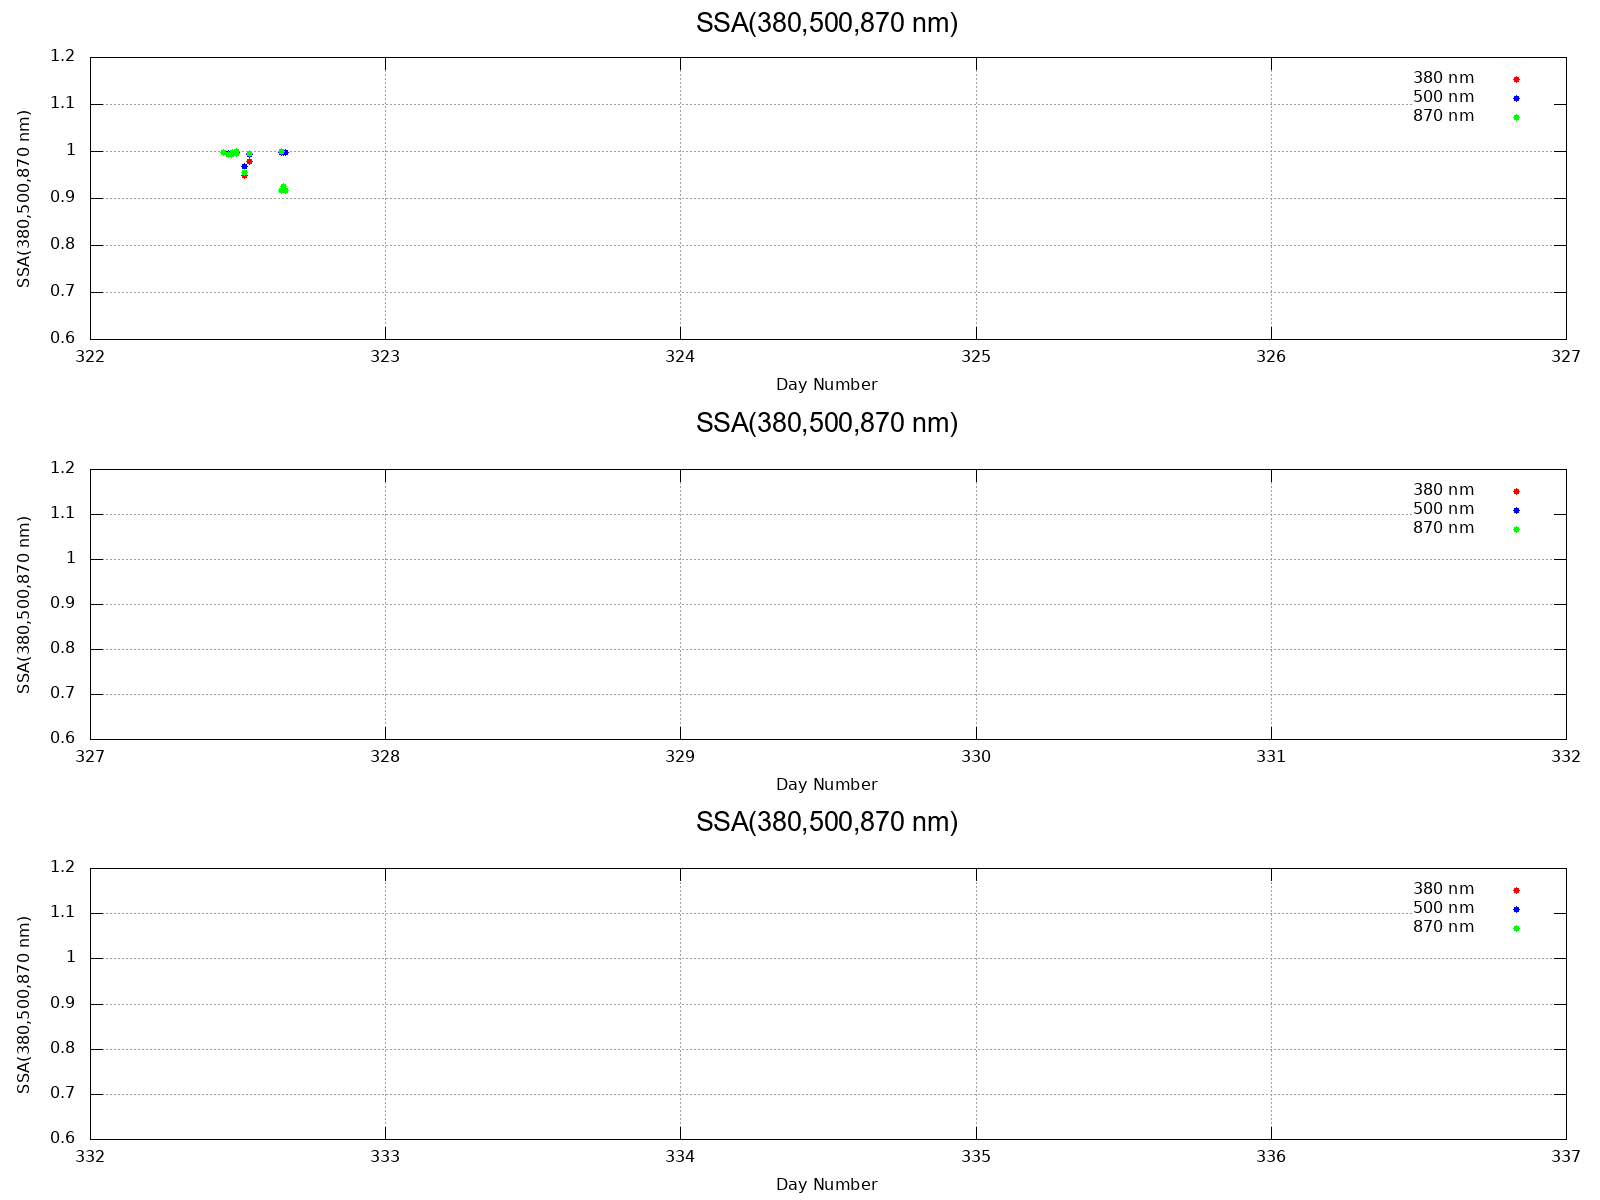 SSA(380,500,870 nm)
1.2
380 nm
500 nm
870 nm
1.1
1
0.9
0.8
0.7
0.6
SSA(380,500,870 nm)
322 323 324 325 326 327
Day Number
SSA(380,500,870 nm)
1.2
380 nm
500 nm
870 nm
1.1
1
0.9
0.8
0.7
0.6
SSA(380,500,870 nm)
327 328 329 330 331 332
Day Number
SSA(380,500,870 nm)
1.2
380 nm
500 nm
870 nm
1.1
1
0.9
0.8
0.7
0.6
SSA(380,500,870 nm)
332 333 334 335 336 337
Day Number